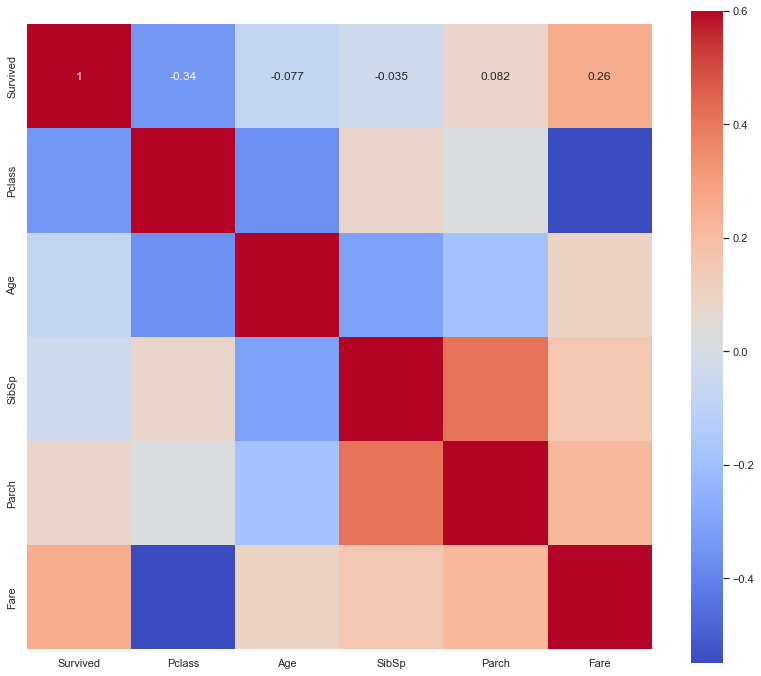 0.6
Survived
1
-0.34
-0.077
-0.035
0.082
0.26
0.4
Pclass
0.2
Age
0.0
SibSp
−0.2
Parch
−0.4
Fare
Survived
Pclass
Age
SibSp
Parch
Fare